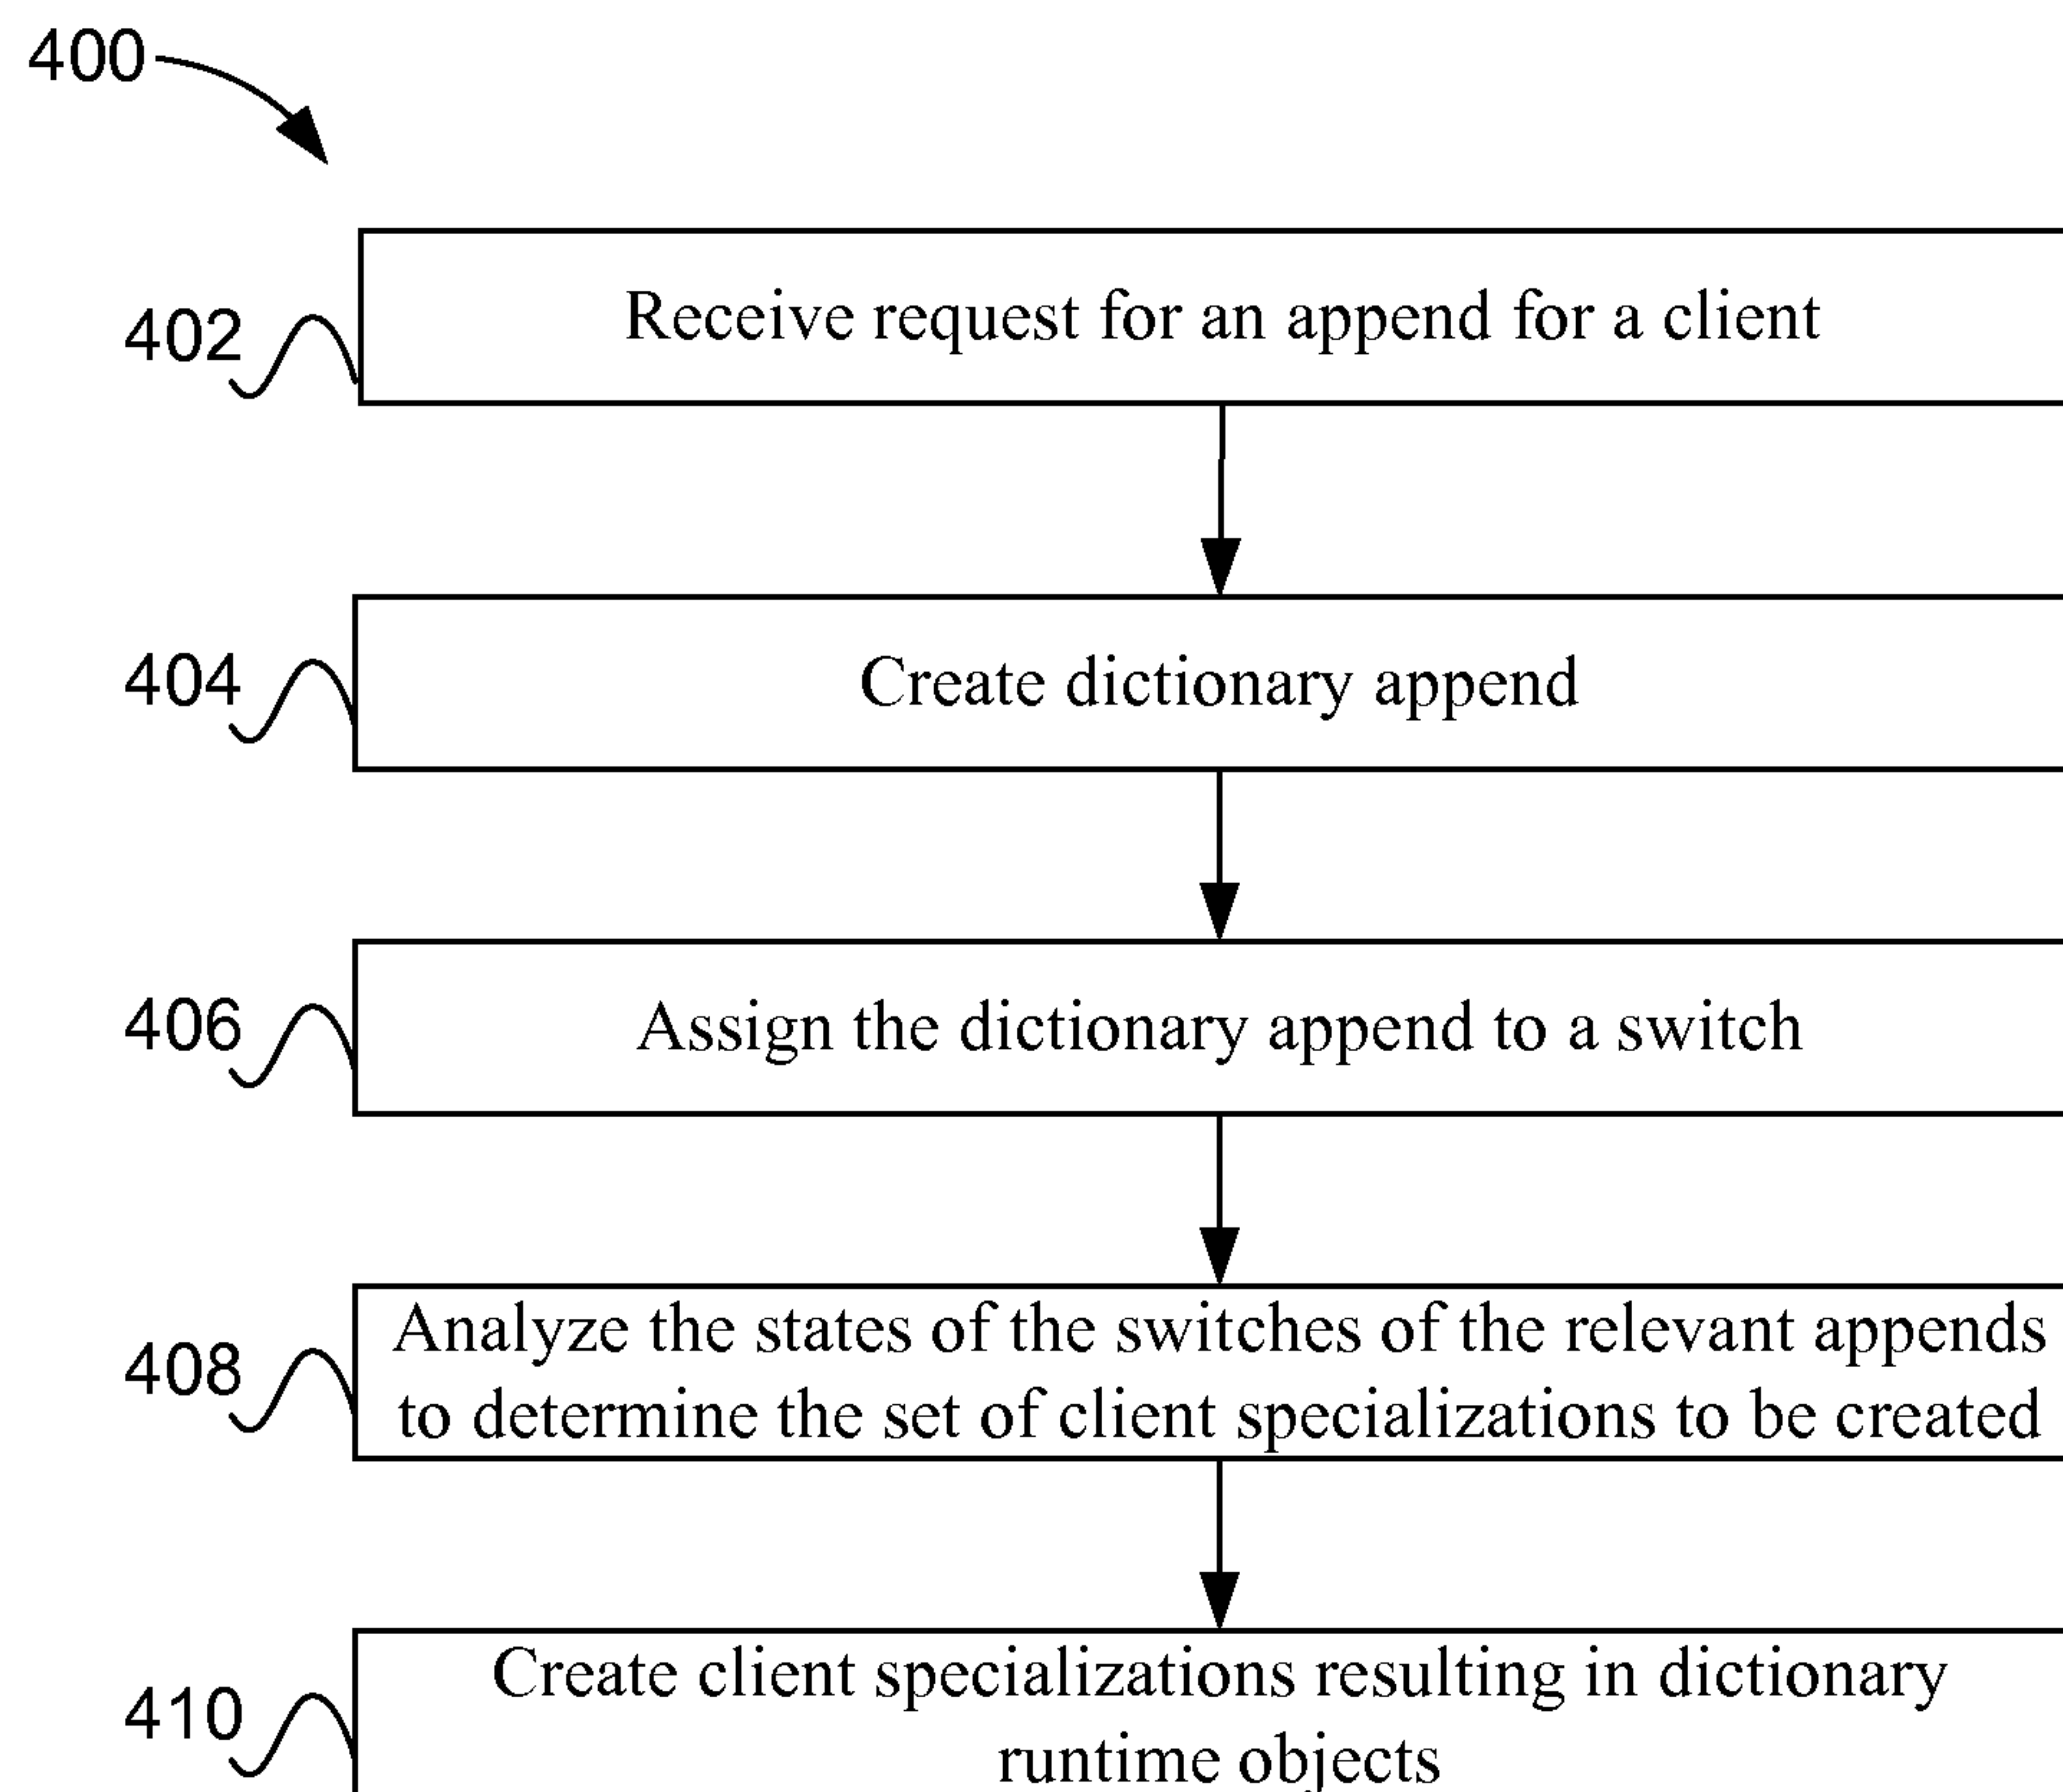 400
402
Receive request for an append for a client
404
Create dictionary append
406
Assign the dictionary append to a switch
408
Analyze the states of the switches of the relevant appends
to determine the set of client specializations to be created
410
Create client specializations resulting in dictionary
runtime objects